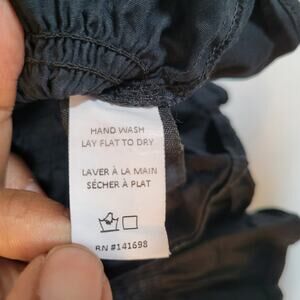 HAND WASH
LAY FLAT TO DRY
LAVER À LA MAIN
SÉCHER À PLAT
RN #141698